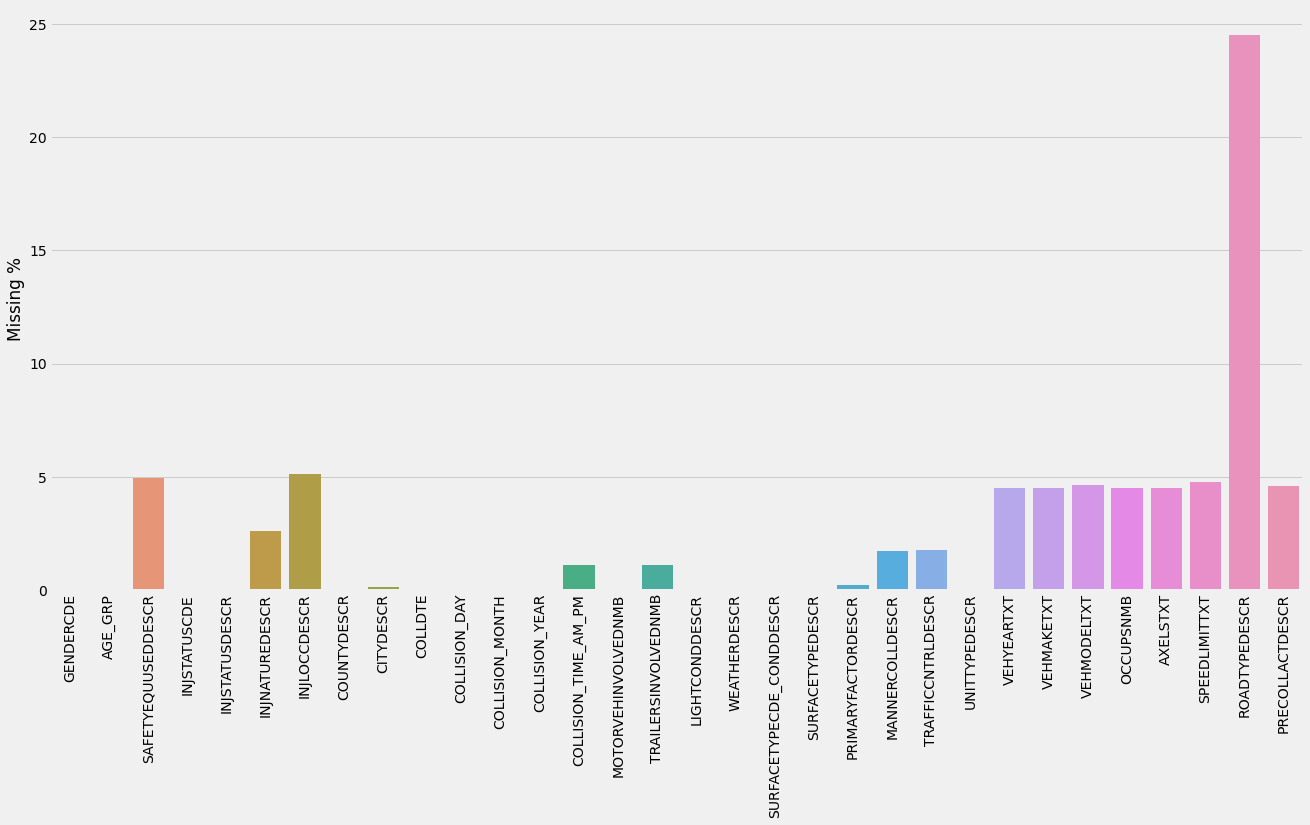 Missing %
25
20
15
10
5
0
GENDERCDE
AGE_GRP
SAFETYEQUUSEDDESCR
INJSTATUSCDE
INJSTATUSDESCR
INJNATUREDESCR
INJLOCCDESCR
COUNTYDESCR
CITYDESCR
COLLDTE
COLLISION_DAY
COLLISION_MONTH
COLLISION_YEAR
COLLISION_TIME_AM_PM
MOTORVEHINVOLVEDNMB
TRAILERSINVOLVEDNMB
LIGHTCONDDESCR
WEATHERDESCR
SURFACETYPECDE_CONDDESCR
SURFACETYPEDESCR
PRIMARYFACTORDESCR
MANNERCOLLDESCR
TRAFFICCNTRLDESCR
UNITTYPEDESCR
VEHYEARTXT
VEHMAKETXT
VEHMODELTXT
OCCUPSNMB
AXELSTXT
SPEEDLIMITTXT
ROADTYPEDESCR
PRECOLLACTDESCR